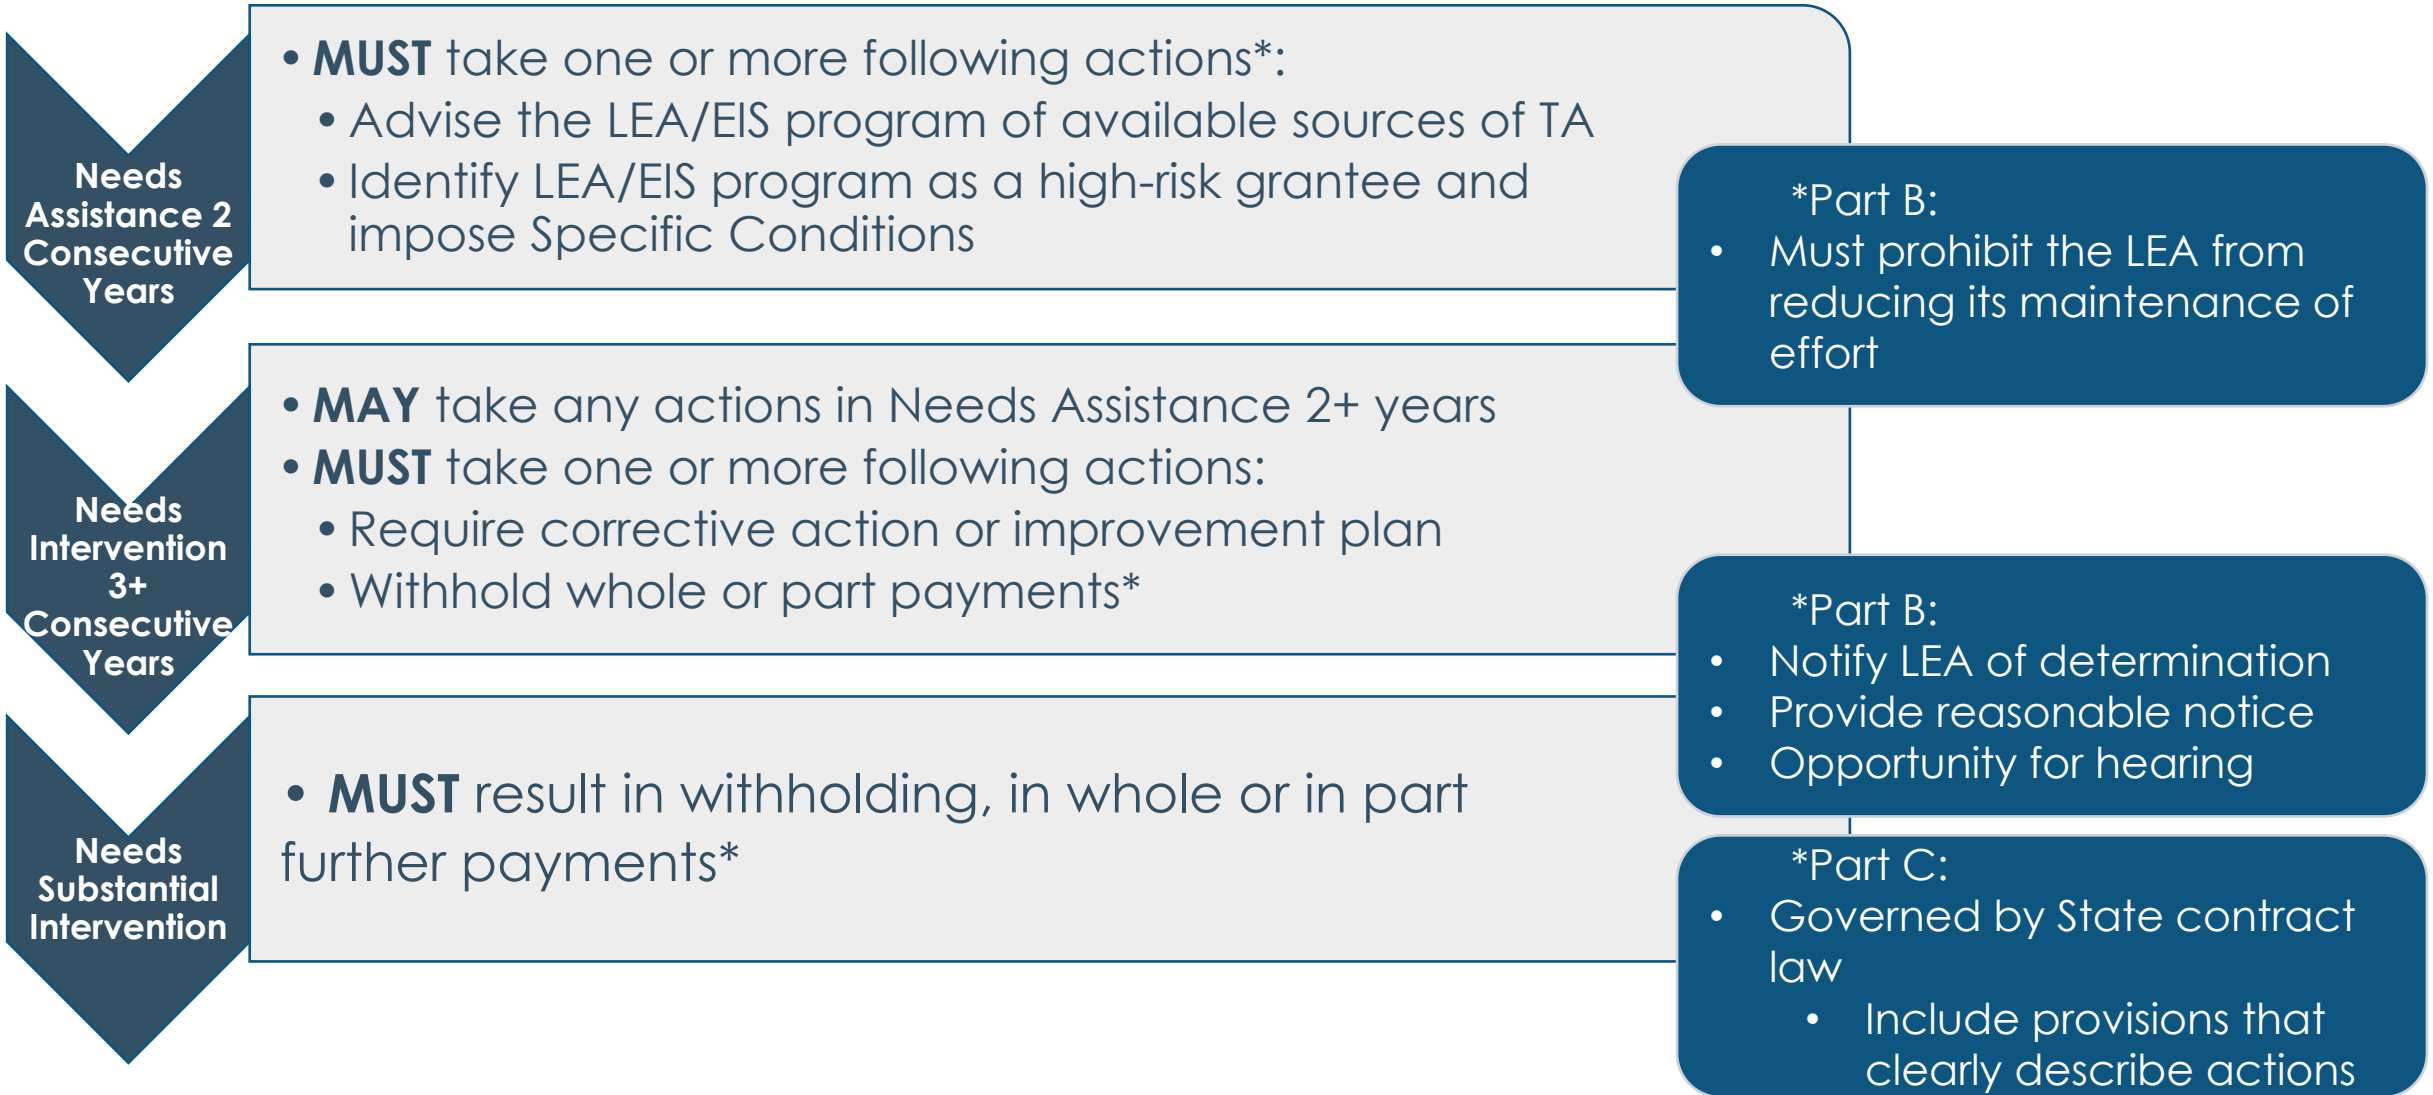 Needs
Assistance 2
Consecutive
Years
• MUST take one or more following actions*:
• Advise the LEA/EIS program of available sources of TA
• Identify LEA/EIS program as a high-risk grantee and
impose Specific Conditions
*Part B:
• Must prohibit the LEA from
reducing its maintenance of
effort
Needs
Intervention
3+
Consecutive
Years
• MAY take any actions in Needs Assistance 2+ years
• MUST take one or more following actions:
• Require corrective action or improvement plan
• Withhold whole or part payments*
*Part B:
• Notify LEA of determination
• Provide reasonable notice
• Opportunity for hearing
Needs
Substantial
Intervention
• MUST result in withholding, in whole or in part
further payments*
*Part C:
• Governed by State contract
law
• Include provisions that
clearly describe actions